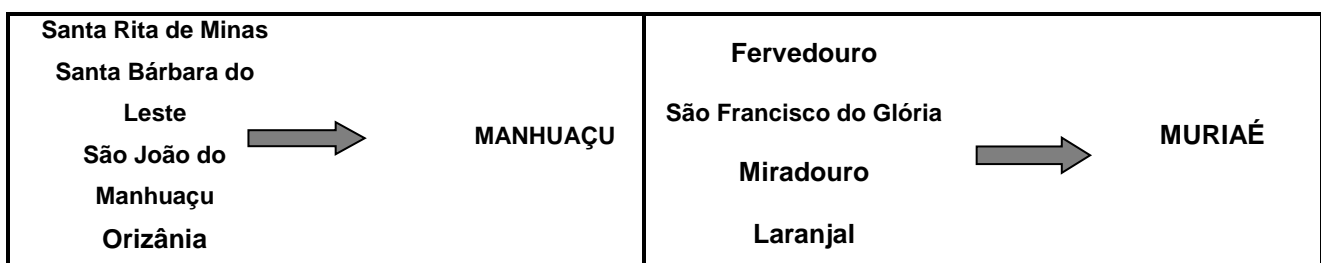 Santa Rita de Minas
Santa Bárbara do
Leste
São João do
Manhuaçu
Orizânia
MANHUAÇU
Fervedouro
São Francisco do Glória
Miradouro
Laranjal
MURIAÉ